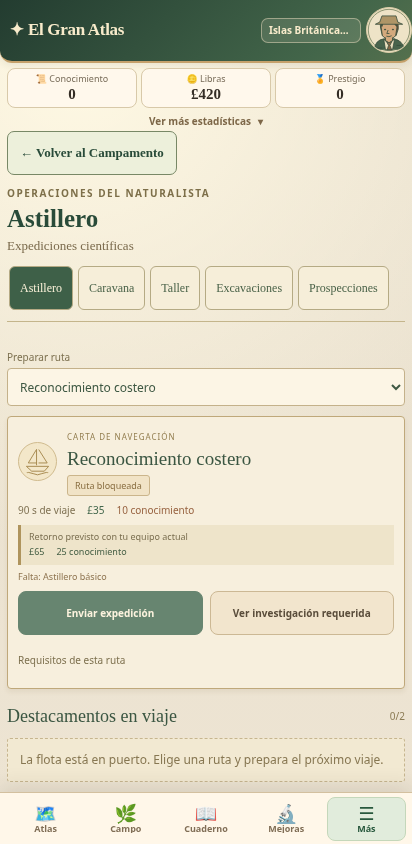 ✦ El Gran Atlas
Islas Británica...
📜 Conocimiento
0
🪙 Libras
£420
🏅 Prestigio
0
Ver más estadísticas ▼
← Volver al Campamento
OPERACIONES DEL NATURALISTA
Astillero
Expediciones científicas
Astillero
Caravana
Taller
Excavaciones
Prospecciones
Preparar ruta
Reconocimiento costero
CARTA DE NAVEGACIÓN
Reconocimiento costero
Ruta bloqueada
90 s de viaje £35 10 conocimiento
Retorno previsto con tu equipo actual
£65 25 conocimiento
Falta: Astillero básico
Enviar expedición
Ver investigación requerida
Requisitos de esta ruta
Destacamentos en viaje
0/2
La flota está en puerto. Elige una ruta y prepara el próximo viaje.
Atlas
Campo
Cuaderno
Mejoras
Más